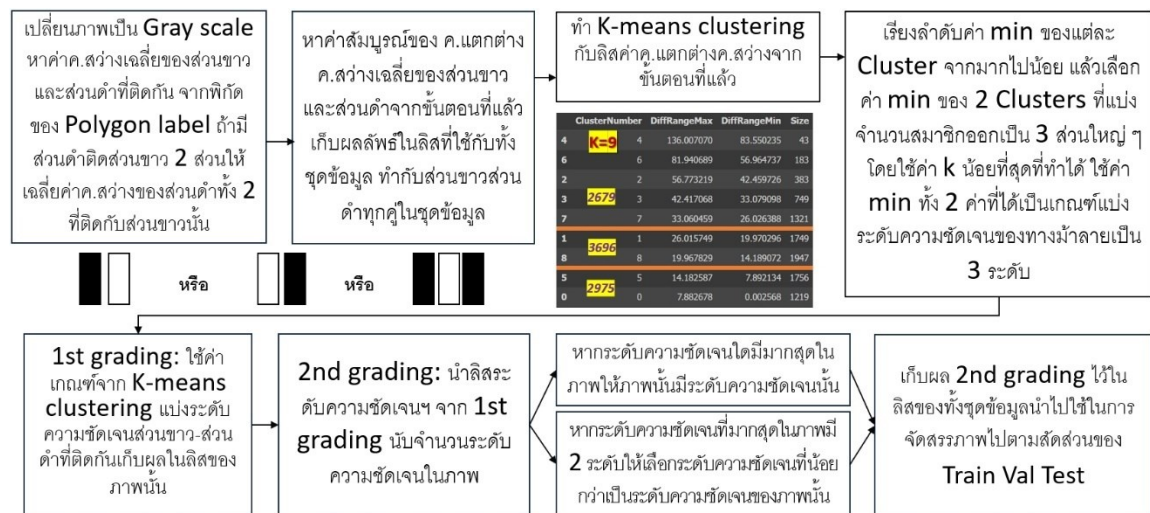 เปลี่ยนภาพเป็น Gray scale
หาค่าค.สว่างเฉลี่ยของส่วนขาว
และส่วนดำที่ติดกัน จากพิกัด
ของ Polygon label ถ้ามี
ส่วนดำติดส่วนขาว 2 ส่วนให้
เฉลี่ยค่าค.สว่างของส่วนดำทั้ง 2
ที่ติดกับส่วนขาวนั้น
หาค่าสัมบูรณ์ของ ค.แตกต่าง
ค.สว่างเฉลี่ยของส่วนขาว
และส่วนดำจากขั้นตอนที่แล้ว
เก็บผลลัพธ์ในลิสที่ใช้กับทั้ง
ชุดข้อมูล ทำกับส่วนขาวส่วน
ดำทุกคู่ในชุดข้อมูล
หรือ
หรือ
ทำ K-means clustering
กับลิสค่าค.แตกต่างค.สว่างจาก
ขั้นตอนที่แล้ว
ClusterNumber DiffRangeMax DiffRangeMin Size
4 K=9 4 136.007070 83.550235 43
6 6 81.940689 56.964737 183
2 2 56.773219 42.459726 383
3 2679 3 42.417068 33.079098 749
7 7 33.060459 26.026388 1321
1 3696 1 26.015749 19.970296 1749
8 8 19.967829 14.189072 1947
5 2975 5 14.182587 7.892134 1756
0 0 7.882678 0.002568 1219
เรียงลำดับค่า min ของแต่ละ
Cluster จากมากไปน้อย แล้วเลือก
ค่า min ของ 2 Clusters ที่แบ่ง
จำนวนสมาชิกออกเป็น 3 ส่วนใหญ่ ๆ
โดยใช้ค่า k น้อยที่สุดที่ทำได้ ใช้ค่า
min ทั้ง 2 ค่าที่ได้เป็นเกณฑ์แบ่ง
ระดับความชัดเจนของทางม้าลายเป็น
3 ระดับ
1st grading: ใช้ค่า
เกณฑ์จาก K-means
clustering แบ่งระดับ
ความชัดเจนส่วนขาว-ส่วน
ดำที่ติดกันเก็บผลในลิสของ
ภาพนั้น
2nd grading: นำลิสระ
ดับความชัดเจนฯ จาก 1st
grading นับจำนวนระดับ
ความชัดเจนในภาพ
หากระดับความชัดเจนใดมีมากสุดใน
ภาพให้ภาพนั้นมีระดับความชัดเจนนั้น
หากระดับความชัดเจนที่มากสุดในภาพมี
2 ระดับให้เลือกระดับความชัดเจนที่น้อย
กว่าเป็นระดับความชัดเจนของภาพนั้น
เก็บผล 2nd grading ไว้ใน
ลิสของทั้งชุดข้อมูลนำไปใช้ในการ
จัดสรรภาพไปตามสัดส่วนของ
Train Val Test